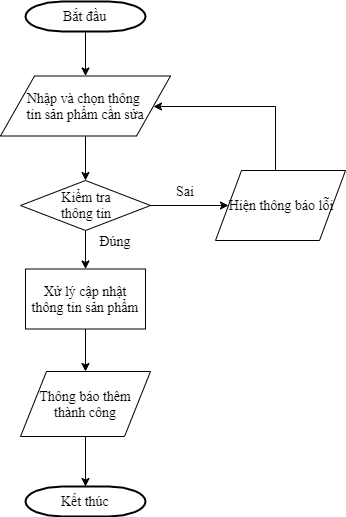 Bắt đầu
Nhập và chọn thông
tin sản phẩm cần sửa
Kiểm tra
thông tin
Sai
Hiện thông báo lỗi
Đúng
Xử lý cập nhật
thông tin sản phẩm
Thông báo thêm
thành công
Kết thúc